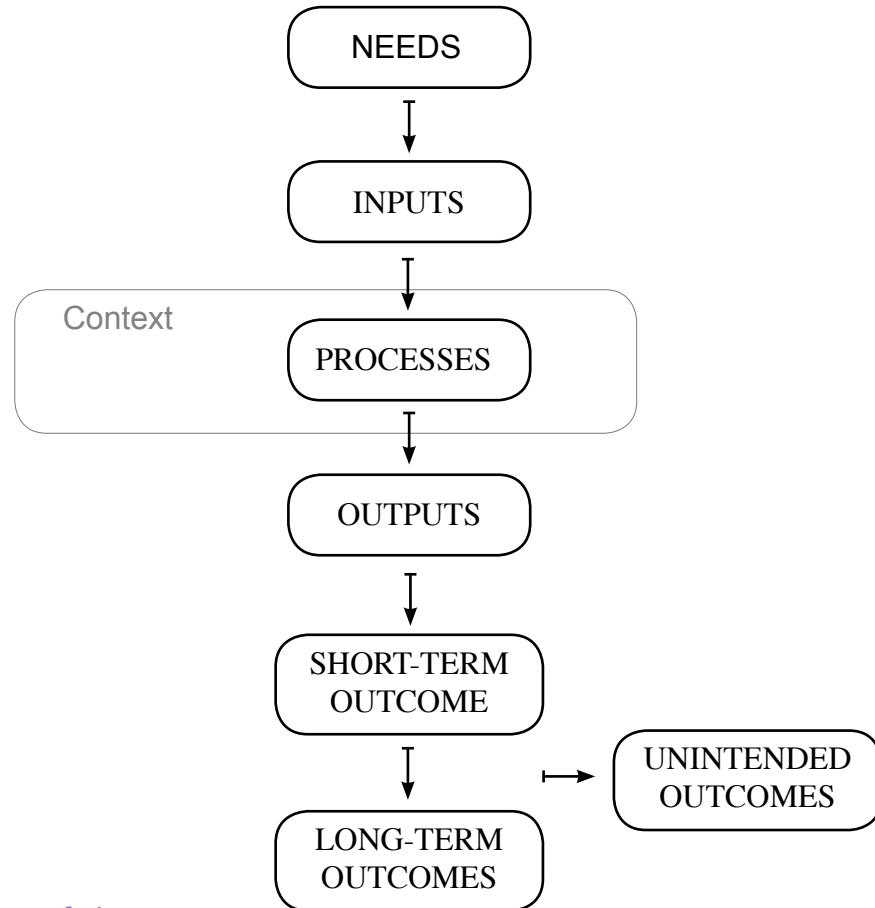 NEEDS
INPUTS
Context
PROCESSES
OUTPUTS
SHORT-TERM
OUTCOME
UNINTENDED
OUTCOMES
LONG-TERM
OUTCOMES